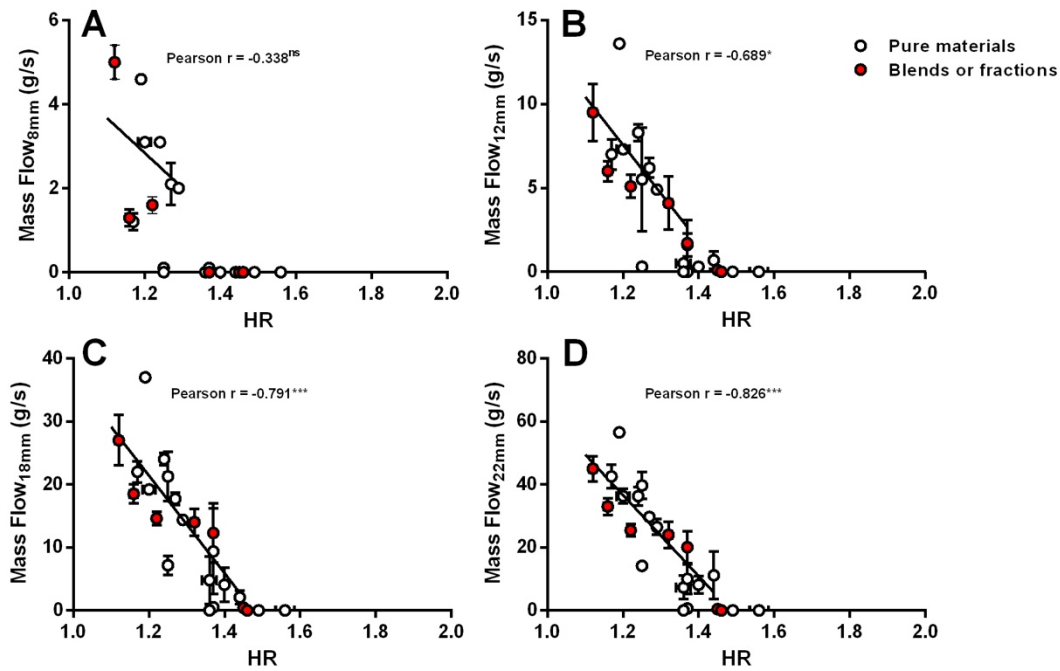 A
B
Pearson r = -0.338ns
Pearson r = -0.689*
Pure materials
Blends or fractions
Mass Flow8mm (g/s)
6
4
2
0
1.0 1.2 1.4 1.6 1.8 2.0
HR
Mass Flow12mm (g/s)
15
10
5
0
1.0 1.2 1.4 1.6 1.8 2.0
HR
C
D
Pearson r = -0.791***
Pearson r = -0.826***
Mass Flow18mm (g/s)
40
30
20
10
0
1.0 1.2 1.4 1.6 1.8 2.0
HR
Mass Flow22mm (g/s)
80
60
40
20
0
1.0 1.2 1.4 1.6 1.8 2.0
HR